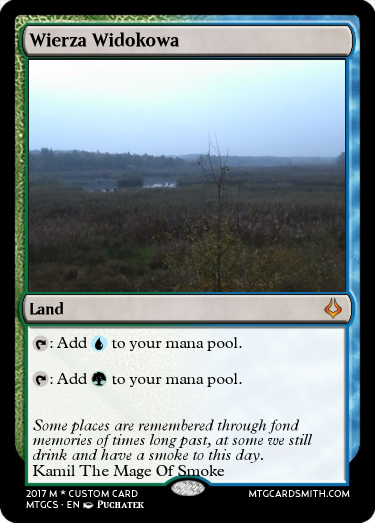 Wierza Widokowa
Land
: Add to your mana pool.
: Add to your mana pool.
Some places are remembered through fond
memories of times long past, at some we still
drink and have a smoke to this day.
Kamil The Mage Of Smoke
2017 M * CUSTOM CARD
MTGCS · EN PUCHATEK
MTGCARDSMITH.COM